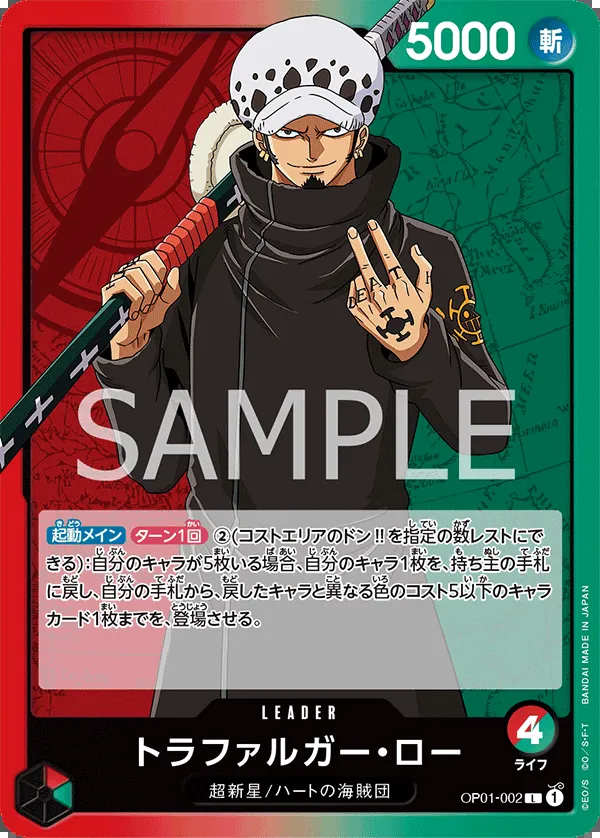 5000 斬
DEATH
SAMPLE
起動メイン ターン1回 ②(コストエリアのドン!!を指定の数レストにで
きる):自分のキャラが5枚いる場合、自分のキャラ1枚を、持ち主の手札
に戻し、自分の手札から、戻したキャラと異なる色のコスト5以下のキャラ
カード1枚までを、登場させる。
LEADER
トラファルガー・ロー
4
ライフ
超新星/ハートの海賊団
OP01-002 L 1
©E.O/S ©O./S・F・T BANDAI MADE IN JAPAN